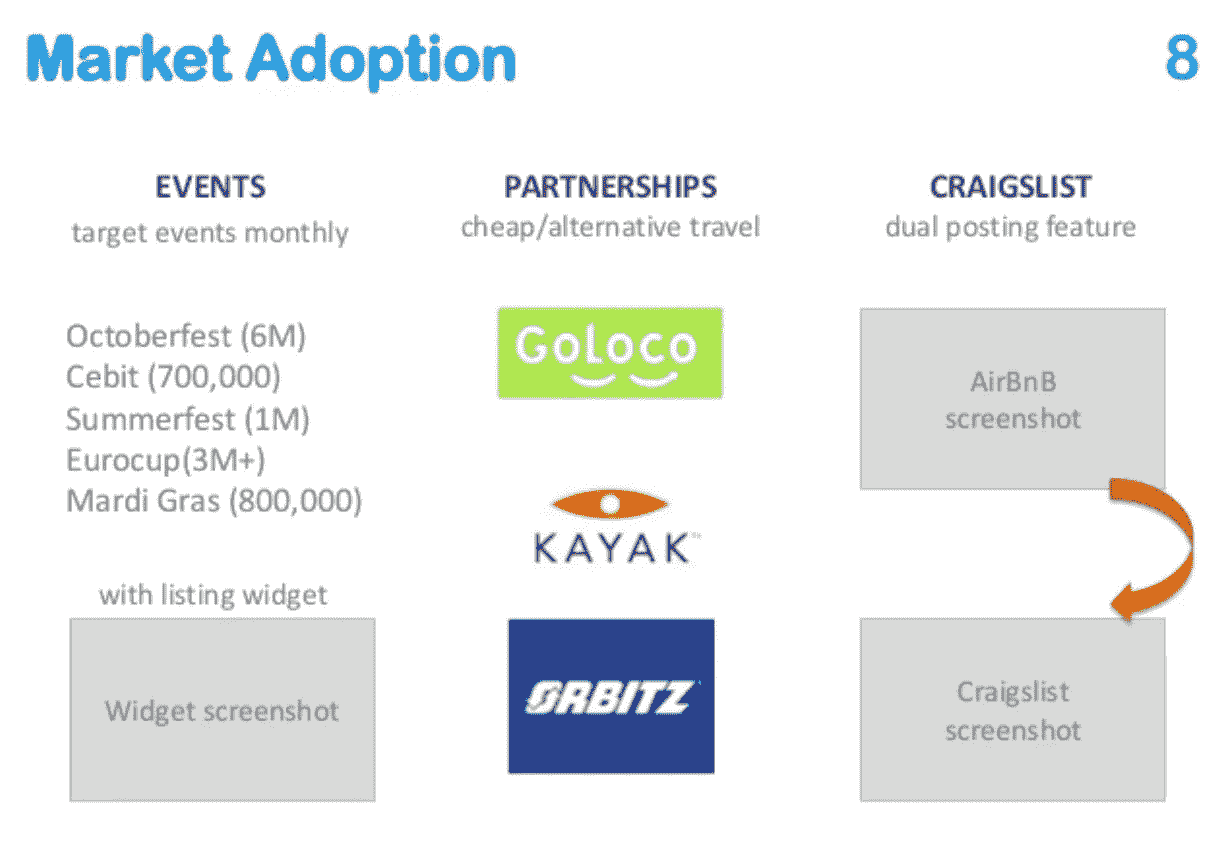 Market Adoption
8
EVENTS
target events monthly
Octoberfest (6M)
Cebit (700,000)
Summerfest (1M)
Eurocup(3M+)
Mardi Gras (800,000)
with listing widget
Widget screenshot
PARTNERSHIPS
cheap/alternative travel
GoLoco
KAYAK™
ORBITZ
CRAIGSLIST
dual posting feature
AirBnB
screenshot
Craigslist
screenshot